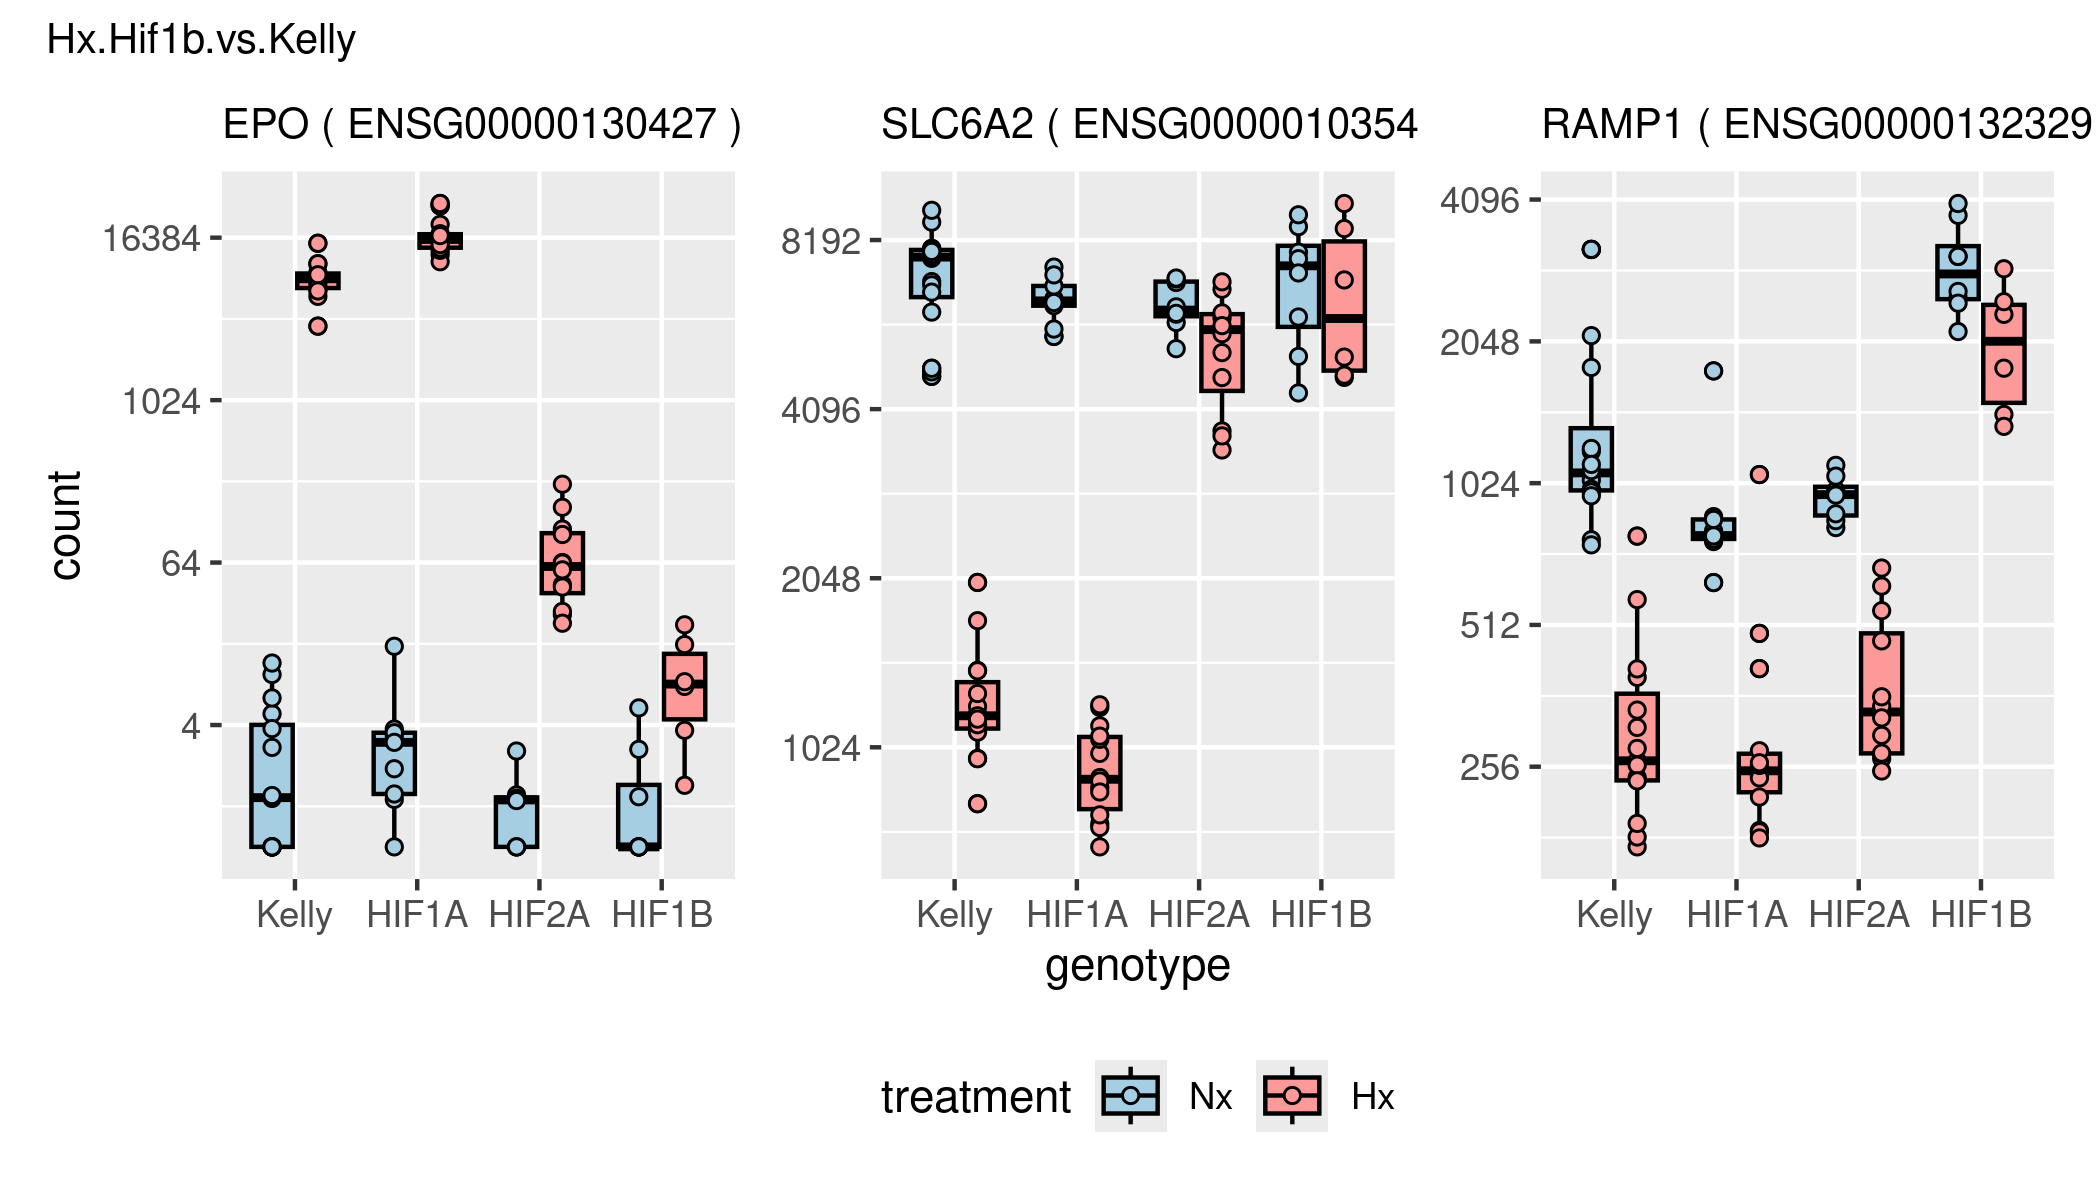 Hx.Hif1b.vs.Kelly
EPO ( ENSG00000130427 )
SLC6A2 ( ENSG0000010354
RAMP1 ( ENSG00000132329
count
16384
1024
64
4
8192
4096
2048
1024
4096
2048
1024
512
256
Kelly HIF1A HIF2A HIF1B
Kelly HIF1A HIF2A HIF1B
Kelly HIF1A HIF2A HIF1B
genotype
treatment Nx Hx